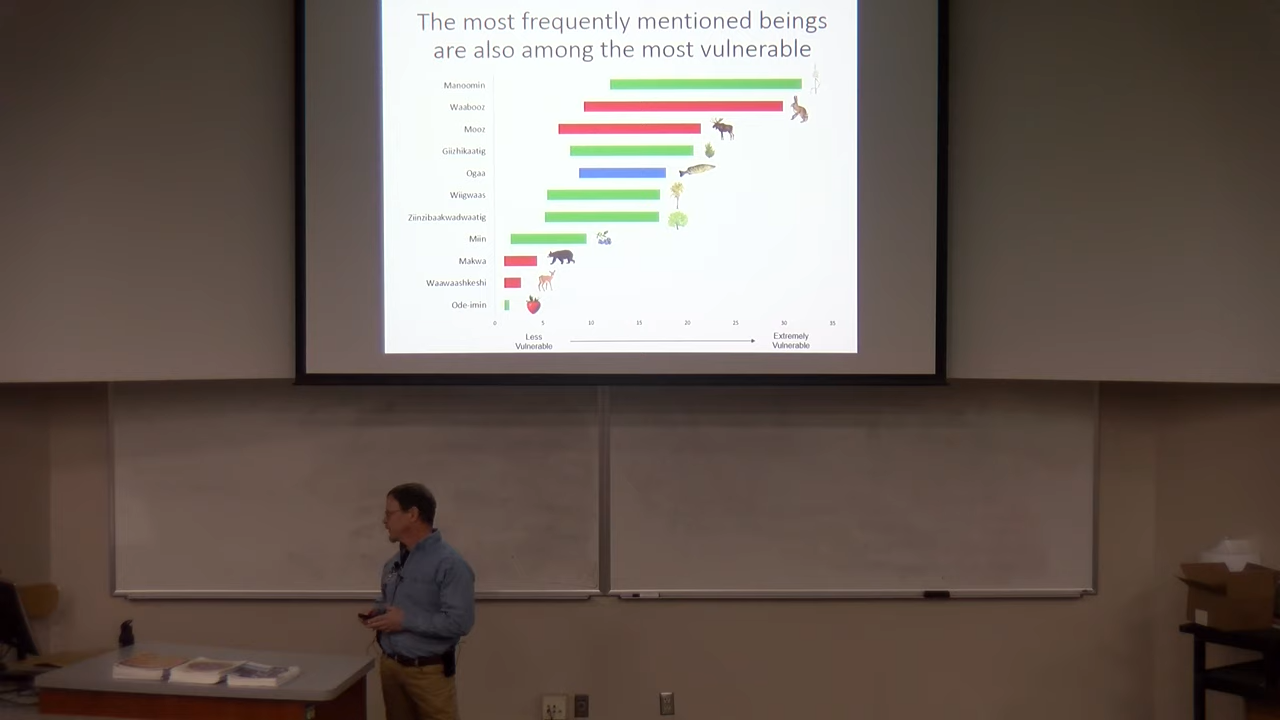 The most frequently mentioned beings
are also among the most vulnerable
Manoomin
Waabooz
Mooz
Giizhikaatig
Ogaa
Wiigwaas
Ziinzibaakwadwaatig
Miin
Makwa
Waawaashkeshi
Ode-imin
0 5 10 15 20 25 30 35
Less
Vulnerable
Extremely
Vulnerable